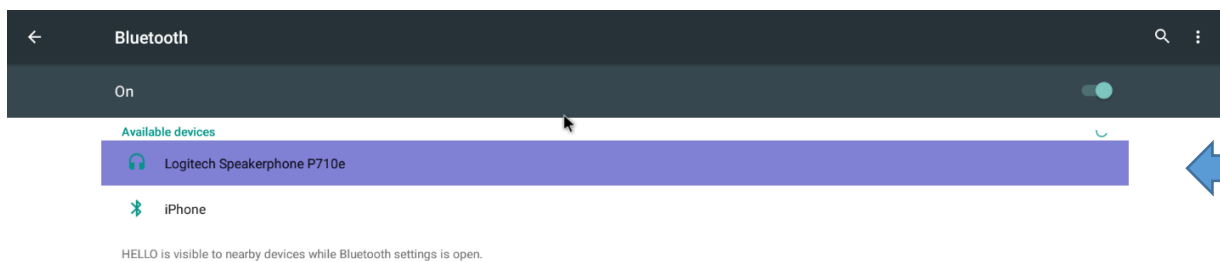 Bluetooth
On
Available devices
Logitech Speakerphone P710e
iPhone
HELLO is visible to nearby devices while Bluetooth settings is open.